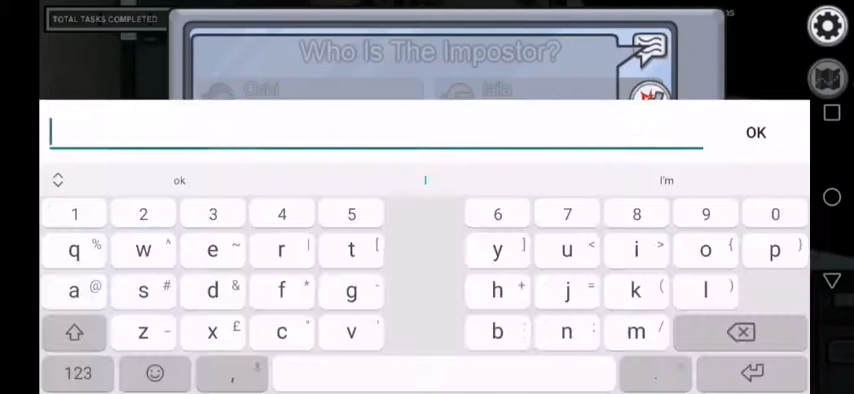 TOTAL TASKS COMPLETED
Who Is The Impostor?
laila
OK
ok I I'm
1 2 3 4 5 6 7 8 9 0
q % w ^ e ~ r | t [ y ] u < i > o { p }
a @ s # d & f * g - h + j = k ( l )
z _ x £ c " v ' b : n ; m /
123 , .